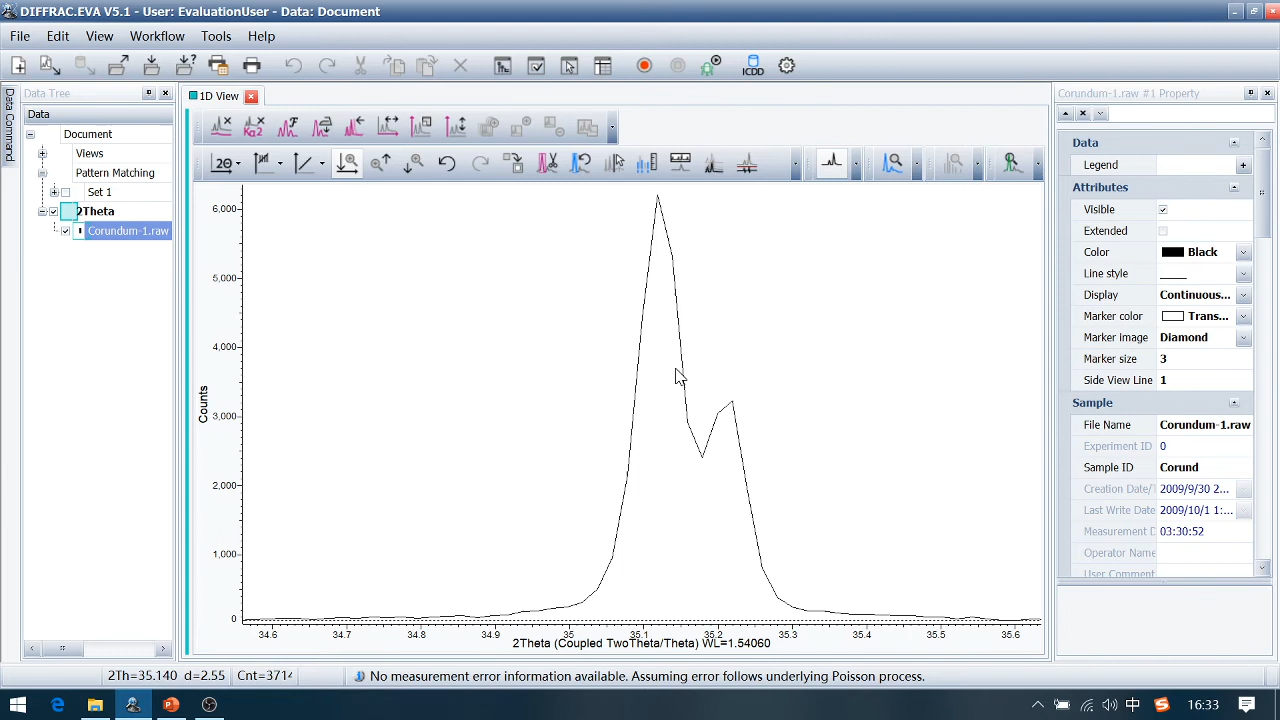 DIFFRAC.EVA V5.1 - User: EvaluationUser - Data: Document
File Edit View Workflow Tools Help
ICDD
Data Command
Data Tree
Data
Document
Views
Pattern Matching
Set 1
2Theta
Corundum-1.raw
1D View
Kα2
2θ
Counts
6,000
5,000
4,000
3,000
2,000
1,000
0
34.6 34.7 34.8 34.9 35 35.1 35.2 35.3 35.4 35.5 35.6
2Theta (Coupled TwoTheta/Theta) WL=1.54060
Corundum-1.raw #1 Property
Data
Legend
Attributes
Visible
Extended
Color Black
Line style
Display Continuous...
Marker color Trans...
Marker image Diamond
Marker size 3
Side View Line 1
Sample
File Name Corundum-1.raw
Experiment ID 0
Sample ID Corund
Creation Date/T 2009/9/30 2...
Last Write Date 2009/10/1 1:...
Measurement D 03:30:52
Operator Name
User Comment
2Th=35.140 d=2.55 Cnt=3714 No measurement error information available. Assuming error follows underlying Poisson process.
中 16:33